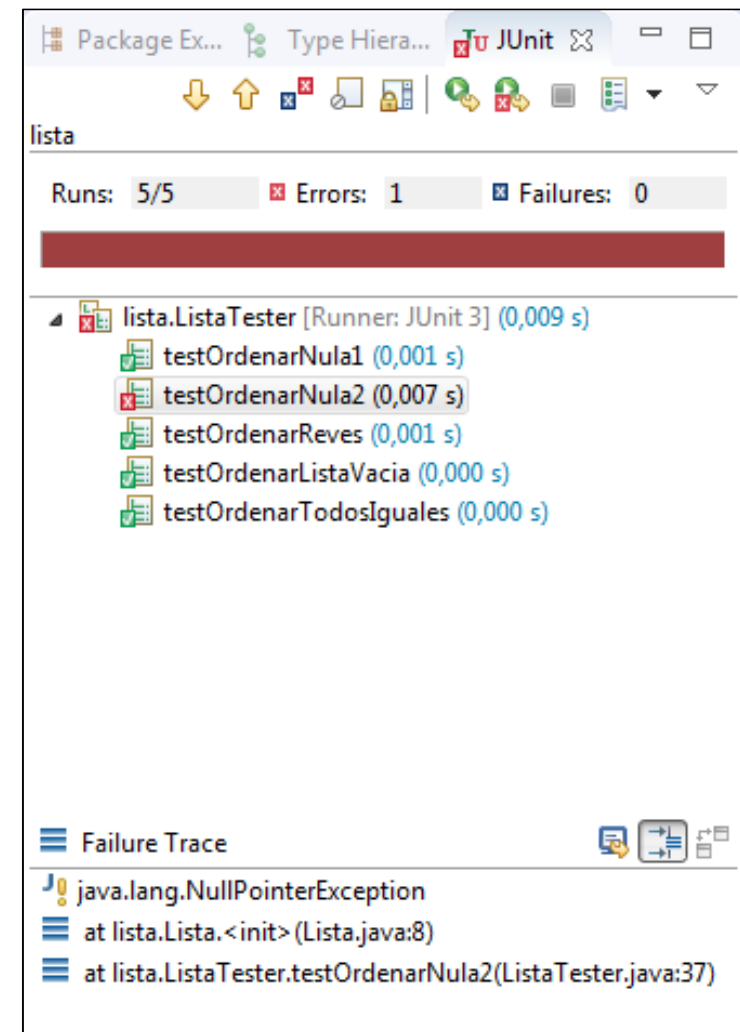 Package Ex... Type Hiera... JUnit
lista
Runs: 5/5 Errors: 1 Failures: 0
lista.ListaTester [Runner: JUnit 3] (0,009 s)
testOrdenarNula1 (0,001 s)
testOrdenarNula2 (0,007 s)
testOrdenarReves (0,001 s)
testOrdenarListaVacia (0,000 s)
testOrdenarTodosIguales (0,000 s)
Failure Trace
java.lang.NullPointerException
at lista.Lista.<init>(Lista.java:8)
at lista.ListaTester.testOrdenarNula2(ListaTester.java:37)